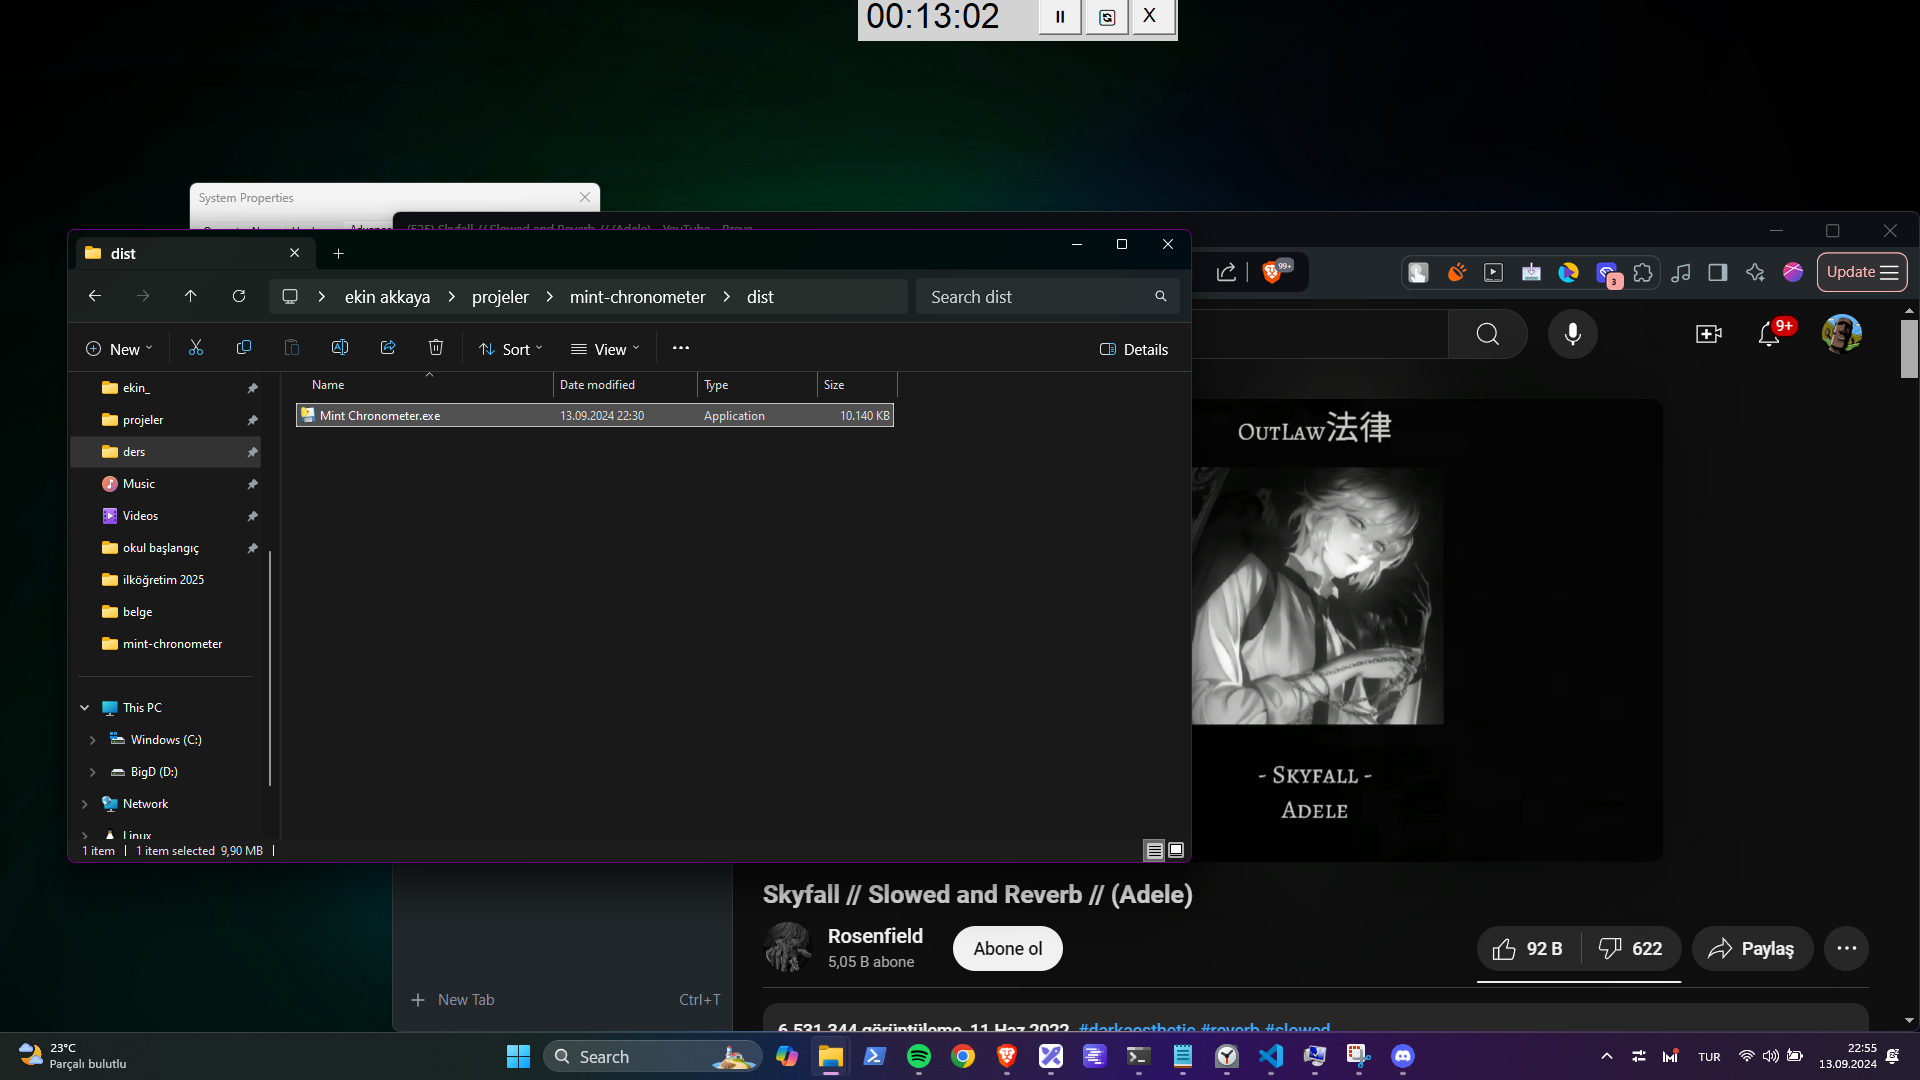 00:13:02
X
System Properties
(535) Skyfall // Slowed and Reverb // (Adele) - YouTube - Brave
dist
ekin akkaya
projeler
mint-chronometer
dist
Search dist
99+
3
Update
New
Sort
View
Details
9+
ekin_
projeler
ders
Music
Videos
okul başlangıç
ilköğretim 2025
belge
mint-chronometer
This PC
Windows (C:)
BigD (D:)
Network
Linux
Name
Date modified
Type
Size
Mint Chronometer.exe
13.09.2024 22:30
Application
10.140 KB
1 item
1 item selected 9,90 MB
OutLaw法律
- Skyfall -
Adele
Skyfall // Slowed and Reverb // (Adele)
Rosenfield
5,05 B abone
Abone ol
92 B
622
Paylaş
New Tab
Ctrl+T
6.531.344 görüntüleme 11 Haz 2022 #darkaesthetic #reverb #slowed
23°C
Parçalı bulutlu
Search
TUR
22:55
13.09.2024